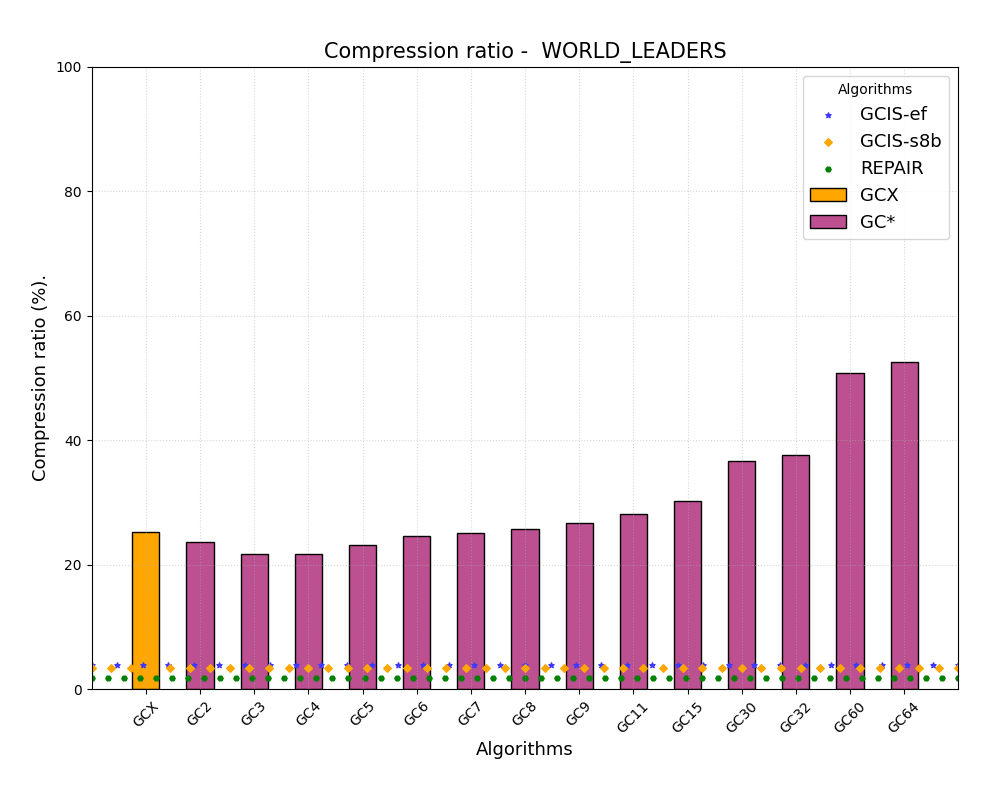 Compression ratio -  WORLD_LEADERS
Compression ratio (%).
100
80
60
40
20
0
Algorithms
GCIS-ef
GCIS-s8b
REPAIR
GCX
GC*
GCX
GC2
GC3
GC4
GC5
GC6
GC7
GC8
GC9
GC11
GC15
GC30
GC32
GC60
GC64
Algorithms